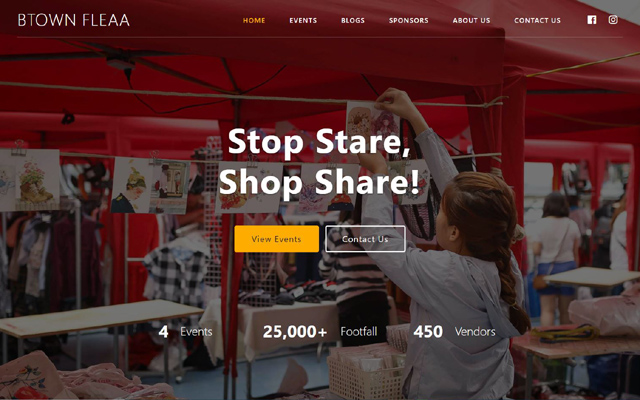 BTOWN FLEAA
HOME EVENTS BLOGS SPONSORS ABOUT US CONTACT US
Stop Stare,
Shop Share!
View Events Contact Us
4 Events 25,000+ Footfall 450 Vendors